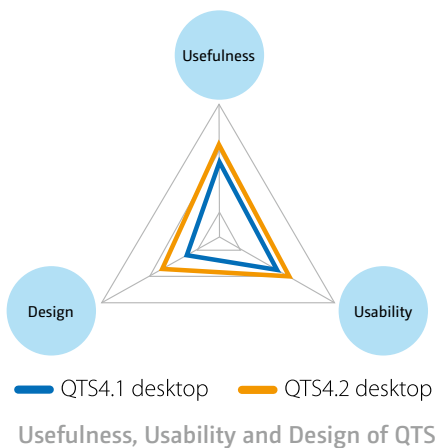 Usefulness
Design
Usability
QTS4.1 desktop QTS4.2 desktop
Usefulness, Usability and Design of QTS